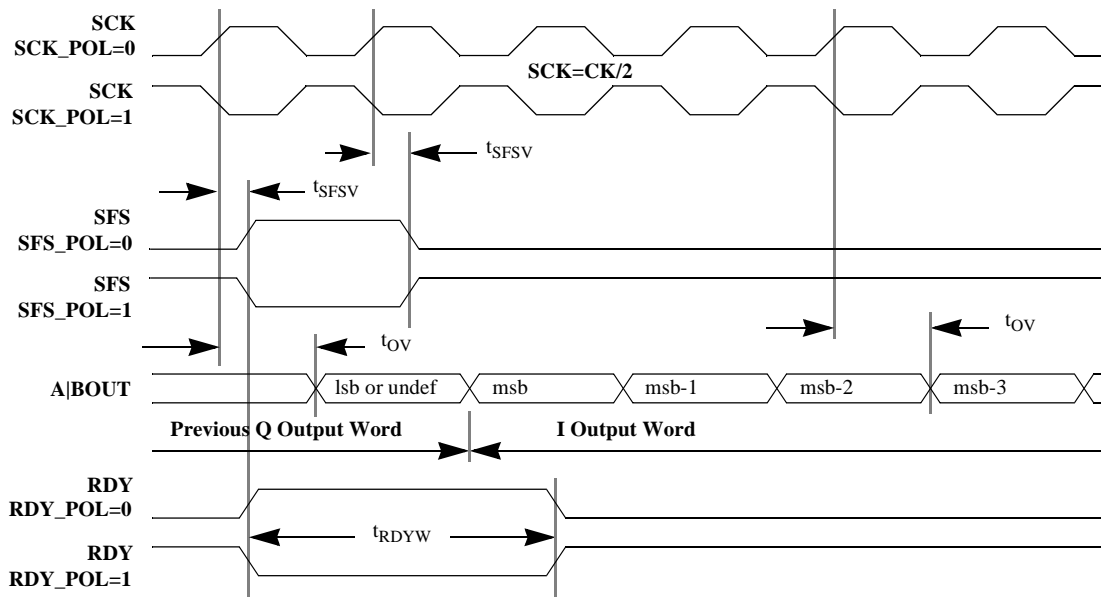 SCK
SCK_POL=0
SCK=CK/2
SCK
SCK_POL=1
tSFSV
tSFSV
SFS
SFS_POL=0
SFS
SFS_POL=1
tOV
tOV
A|BOUT
lsb or undef
msb
msb-1
msb-2
msb-3
Previous Q Output Word
I Output Word
RDY
RDY_POL=0
tRDYW
RDY
RDY_POL=1